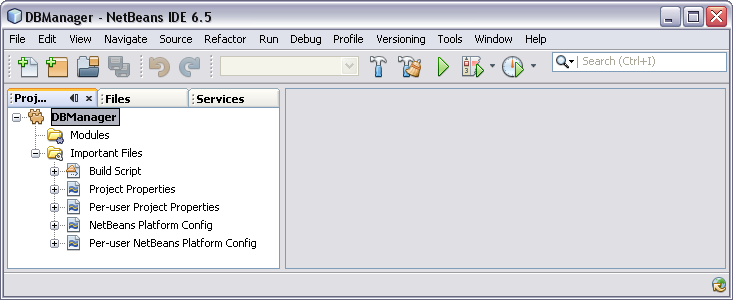 DBManager - NetBeans IDE 6.5
File Edit View Navigate Source Refactor Run Debug Profile Versioning Tools Window Help
Search (Ctrl+I)
Proj... Files Services
DBManager
Modules
Important Files
Build Script
Project Properties
Per-user Project Properties
NetBeans Platform Config
Per-user NetBeans Platform Config